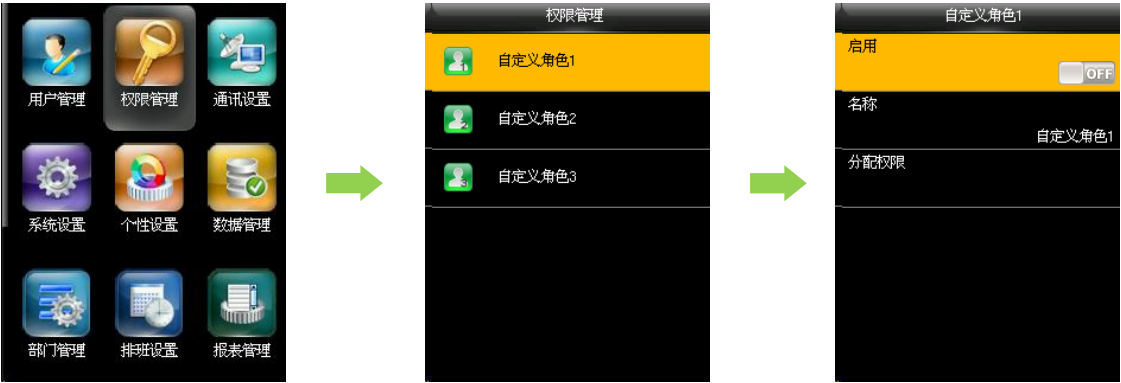 用户管理 权限管理 通讯设置
系统设置 个性设置 数据管理
部门管理 排班设置 报表管理
权限管理
自定义角色1
自定义角色2
自定义角色3
自定义角色1
启用
OFF
名称
自定义角色1
分配权限